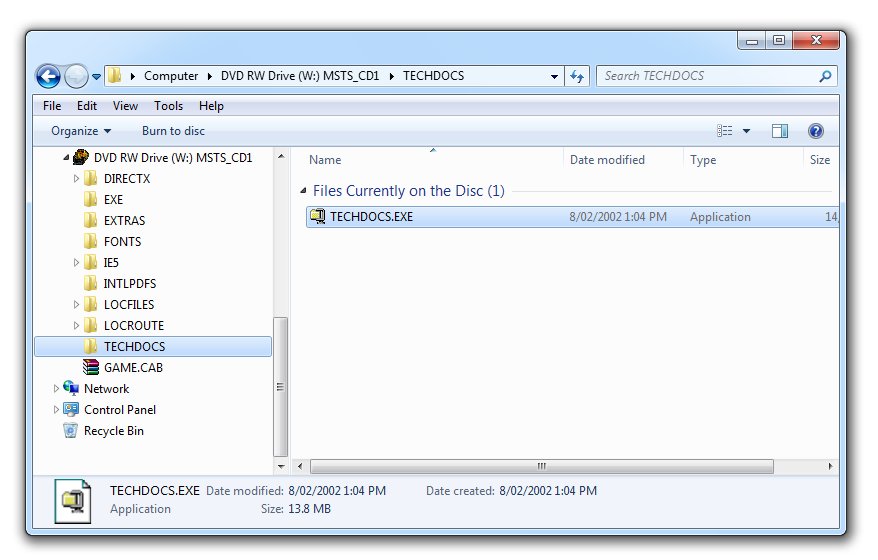 Computer DVD RW Drive (W:) MSTS_CD1 TECHDOCS Search TECHDOCS
File Edit View Tools Help
Organize Burn to disc
DVD RW Drive (W:) MSTS_CD1
DIRECTX
EXE
EXTRAS
FONTS
IE5
INTLPDFS
LOCFILES
LOCROUTE
TECHDOCS
GAME.CAB
Network
Control Panel
Recycle Bin
Name Date modified Type Size
Files Currently on the Disc (1)
TECHDOCS.EXE 8/02/2002 1:04 PM Application 14,
TECHDOCS.EXE Date modified: 8/02/2002 1:04 PM Date created: 8/02/2002 1:04 PM
Application Size: 13.8 MB